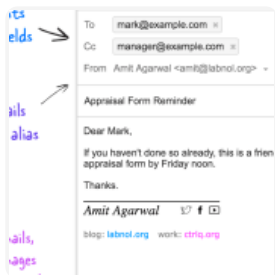 ts
elds
To mark@example.com ×
Cc manager@example.com ×
From Amit Agarwal <amit@labnol.org>
ails
alias
Appraisal Form Reminder
Dear Mark,
If you haven't done so already, this is a frien
appraisal form by Friday noon.
Thanks.
Amit Agarwal
blog: labnol.org work: ctrlq.org
ails,
ages